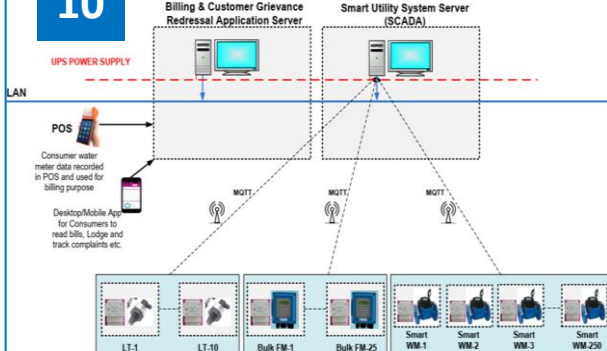 10
Billing & Customer Grievance
Redressal Application Server
Smart Utility System Server
(SCADA)
UPS POWER SUPPLY
LAN
POS
Consumer water
meter data recorded
in POS and used for
billing purpose
Desktop/Mobile App
for Consumers to
read bills, Lodge and
track complaints etc.
MQTT
MQTT
MQTT
LT-1
LT-10
Bulk FM-1
Bulk FM-25
Smart
WM-1
Smart
WM-2
Smart
WM-3
Smart
WM-250